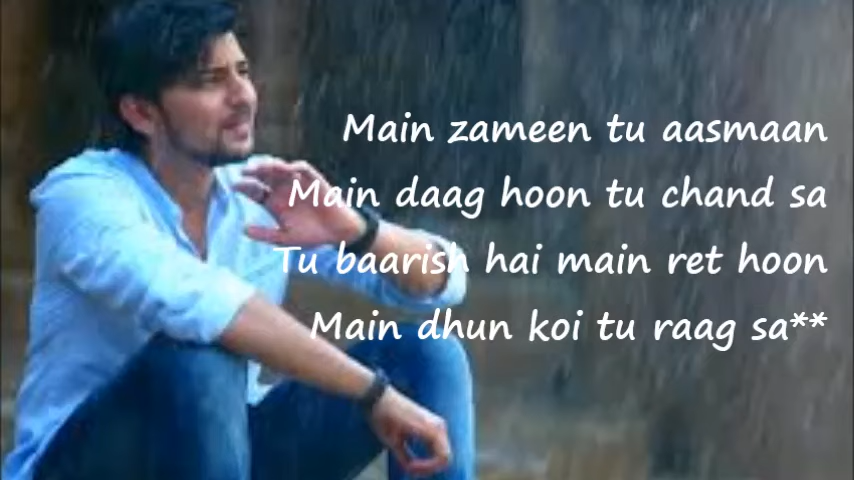 Main zameen tu aasmaan
Main daag hoon tu chand sa
Tu baarish hai main ret hoon
Main dhun koi tu raag sa**